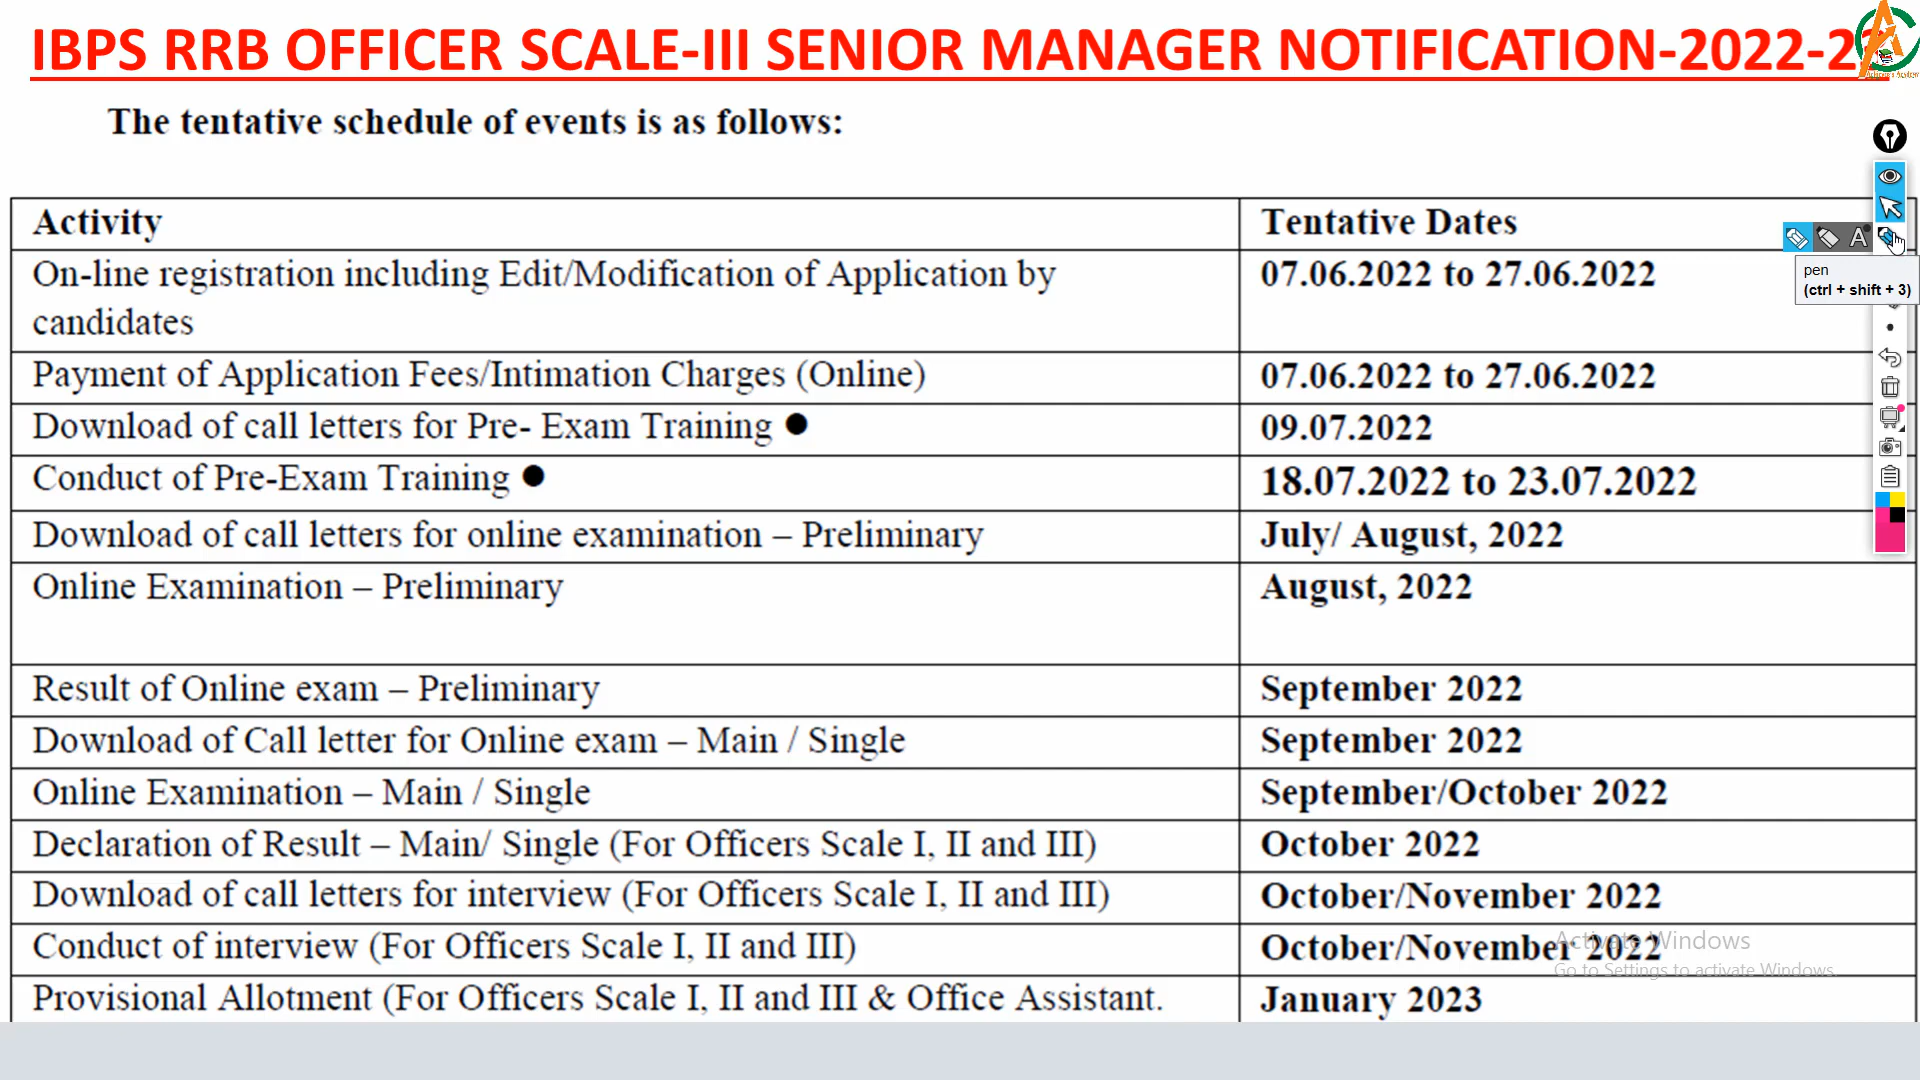 IBPS RRB OFFICER SCALE-III SENIOR MANAGER NOTIFICATION-2022-2
The tentative schedule of events is as follows:
Activity Tentative Dates
On-line registration including Edit/Modification of Application by 07.06.2022 to 27.06.2022
candidates
Payment of Application Fees/Intimation Charges (Online) 07.06.2022 to 27.06.2022
Download of call letters for Pre- Exam Training ● 09.07.2022
Conduct of Pre-Exam Training ● 18.07.2022 to 23.07.2022
Download of call letters for online examination – Preliminary July/ August, 2022
Online Examination – Preliminary August, 2022
Result of Online exam – Preliminary September 2022
Download of Call letter for Online exam – Main / Single September 2022
Online Examination – Main / Single September/October 2022
Declaration of Result – Main/ Single (For Officers Scale I, II and III) October 2022
Download of call letters for interview (For Officers Scale I, II and III) October/November 2022
Conduct of interview (For Officers Scale I, II and III) October/November 2022
Provisional Allotment (For Officers Scale I, II and III & Office Assistant. January 2023
A
pen
(ctrl + shift + 3)
Activate Windows
Go to Settings to activate Windows.